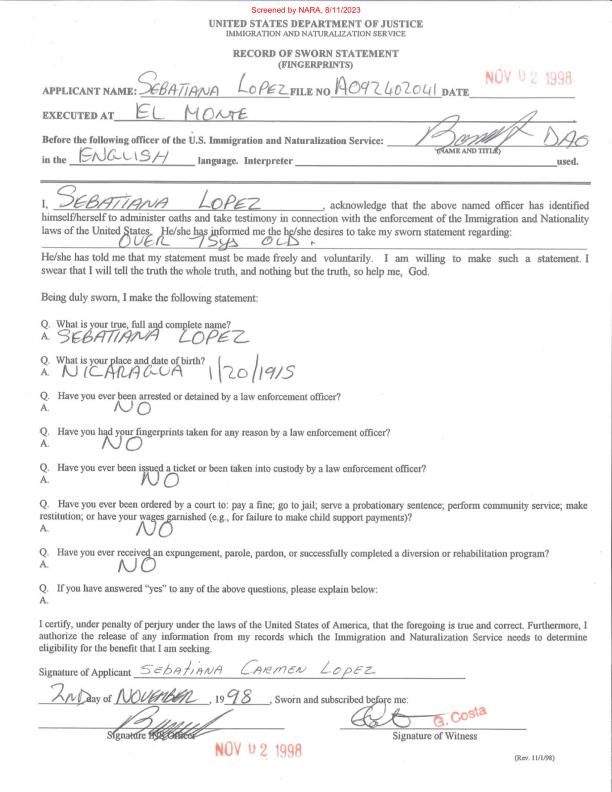 Screened by NARA, 8/11/2023
UNITED STATES DEPARTMENT OF JUSTICE
IMMIGRATION AND NATURALIZATION SERVICE
RECORD OF SWORN STATEMENT
(FINGERPRINTS)
APPLICANT NAME: SEBATIANA LOPEZ FILE NO A092402041 DATE NOV 02 1998
EXECUTED AT EL MONTE
Before the following officer of the U.S. Immigration and Naturalization Service: DAO
(NAME AND TITLE)
in the ENGLISH language. Interpreter used.
I, SEBATIANA LOPEZ, acknowledge that the above named officer has identified
himself/herself to administer oaths and take testimony in connection with the enforcement of the Immigration and Nationality
laws of the United States. He/she has informed me the he/she desires to take my sworn statement regarding:
OVER 75ys OLD.
He/she has told me that my statement must be made freely and voluntarily. I am willing to make such a statement. I
swear that I will tell the truth the whole truth, and nothing but the truth, so help me, God.
Being duly sworn, I make the following statement:
Q. What is your true, full and complete name?
A. SEBATIANA LOPEZ
Q. What is your place and date of birth?
A. NICARAGUA 1/20/1915
Q. Have you ever been arrested or detained by a law enforcement officer?
A. NO
Q. Have you had your fingerprints taken for any reason by a law enforcement officer?
A. NO
Q. Have you ever been issued a ticket or been taken into custody by a law enforcement officer?
A. NO
Q. Have you ever been ordered by a court to: pay a fine; go to jail; serve a probationary sentence; perform community service; make
restitution; or have your wages garnished (e.g., for failure to make child support payments)?
A. NO
Q. Have you ever received an expungement, parole, pardon, or successfully completed a diversion or rehabilitation program?
A. NO
Q. If you have answered "yes" to any of the above questions, please explain below:
A.
I certify, under penalty of perjury under the laws of the United States of America, that the foregoing is true and correct. Furthermore, I
authorize the release of any information from my records which the Immigration and Naturalization Service needs to determine
eligibility for the benefit that I am seeking.
Signature of Applicant SEBATIANA CARMEN LOPEZ
2ND day of NOVEMBER, 1998, Sworn and subscribed before me:
G. Costa
Signature INS Officer Signature of Witness
NOV 02 1998
(Rev. 11/1/98)